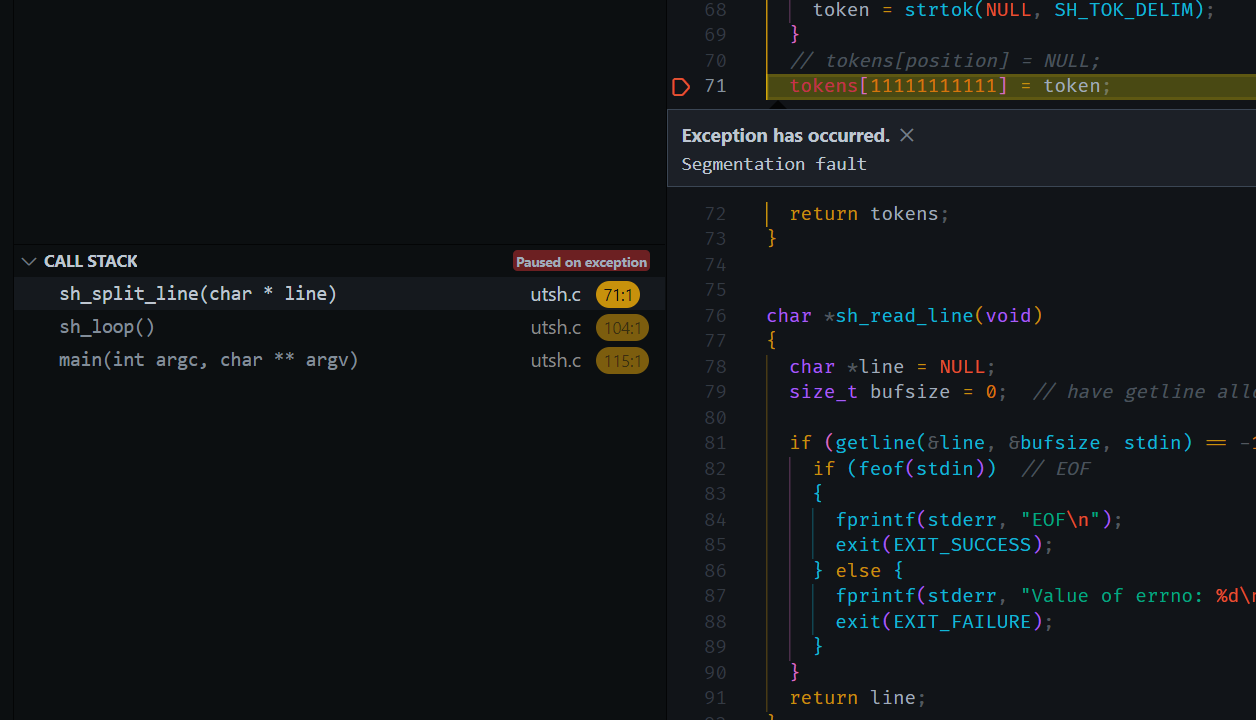 68 token = strtok(NULL, SH_TOK_DELIM);
69 }
70 // tokens[position] = NULL;
71 tokens[11111111111] = token;
Exception has occurred.
Segmentation fault
72 return tokens;
73 }
74
75
76 char *sh_read_line(void)
77 {
78 char *line = NULL;
79 size_t bufsize = 0; // have getline allo
80
81 if (getline(&line, &bufsize, stdin) == -1
82 if (feof(stdin)) // EOF
83 {
84 fprintf(stderr, "EOF\n");
85 exit(EXIT_SUCCESS);
86 } else {
87 fprintf(stderr, "Value of errno: %d\n
88 exit(EXIT_FAILURE);
89 }
90 }
91 return line;
CALL STACK Paused on exception
sh_split_line(char * line) utsh.c 71:1
sh_loop() utsh.c 104:1
main(int argc, char ** argv) utsh.c 115:1